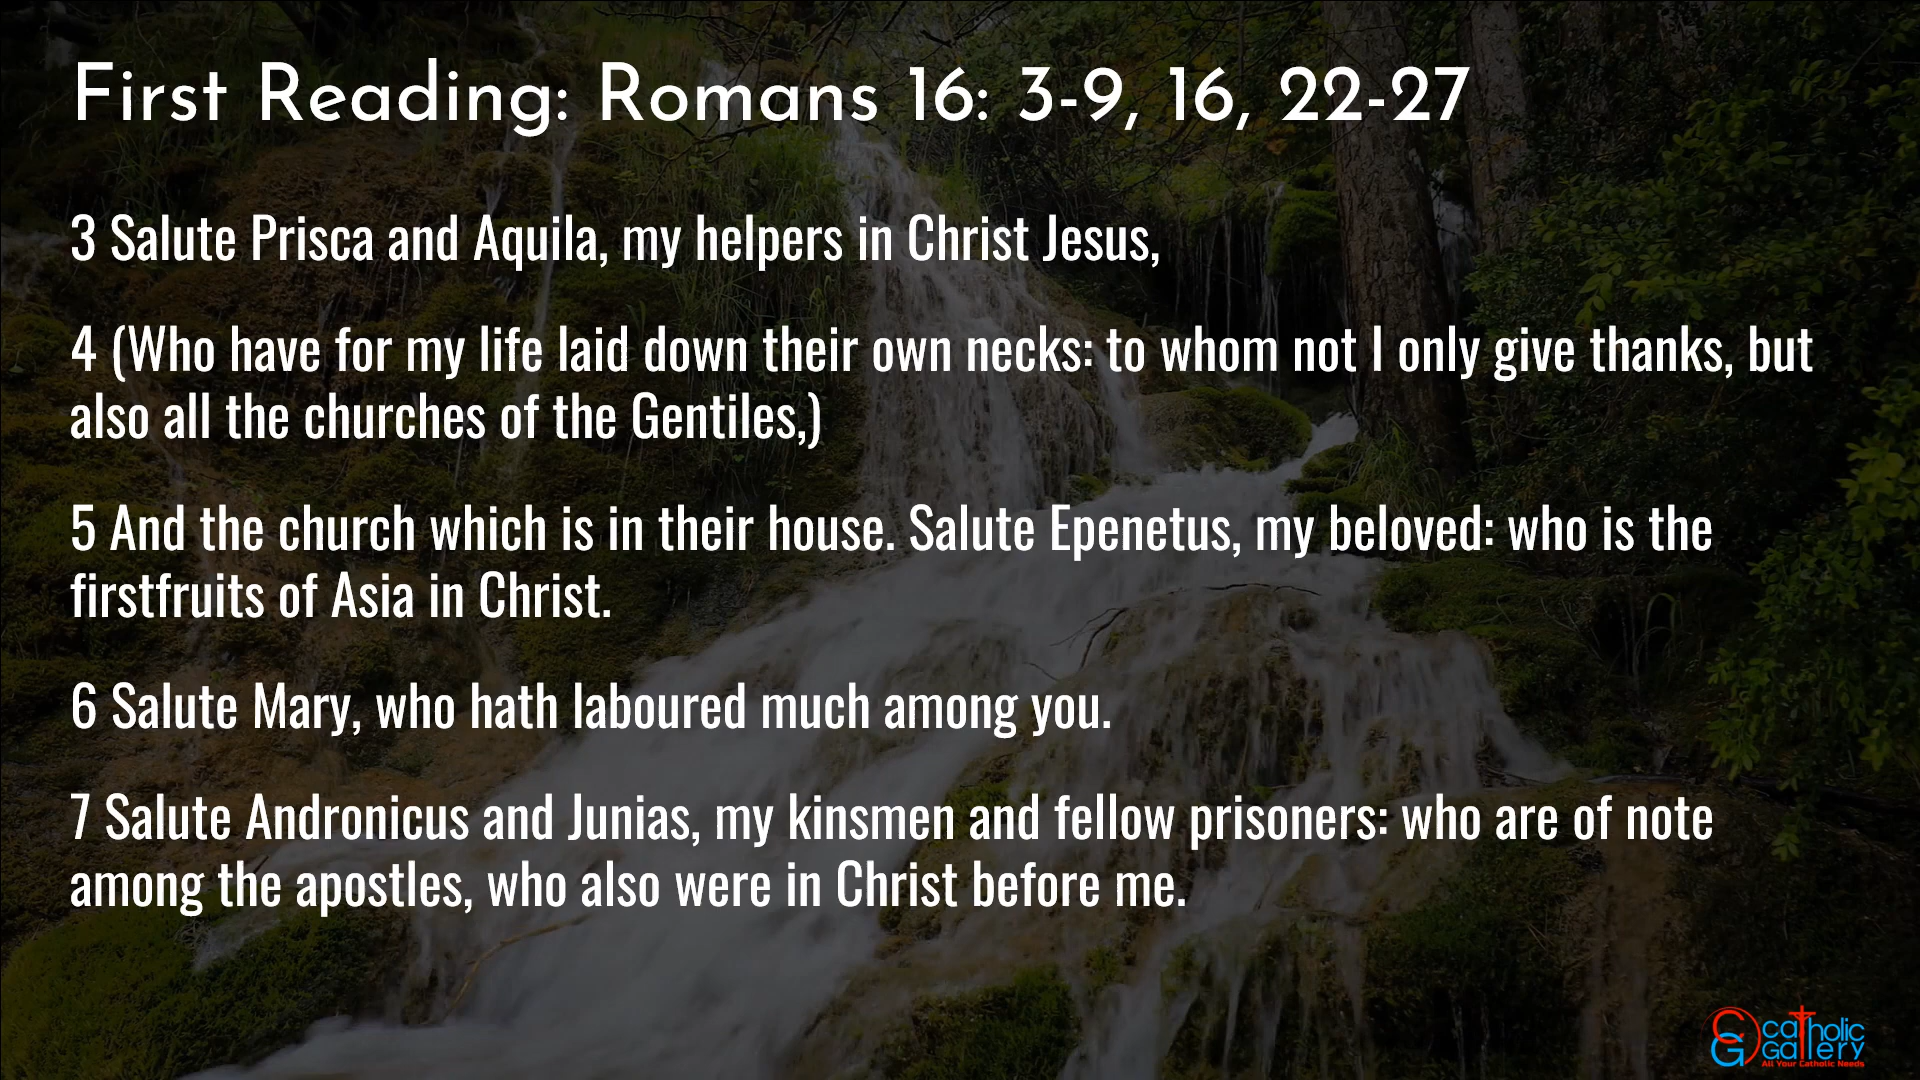 First Reading: Romans 16: 3-9, 16, 22-27
3 Salute Prisca and Aquila, my helpers in Christ Jesus,
4 (Who have for my life laid down their own necks: to whom not I only give thanks, but
also all the churches of the Gentiles,)
5 And the church which is in their house. Salute Epenetus, my beloved: who is the
firstfruits of Asia in Christ.
6 Salute Mary, who hath laboured much among you.
7 Salute Andronicus and Junias, my kinsmen and fellow prisoners: who are of note
among the apostles, who also were in Christ before me.
CG catholic
gallery
All Your Catholic Needs